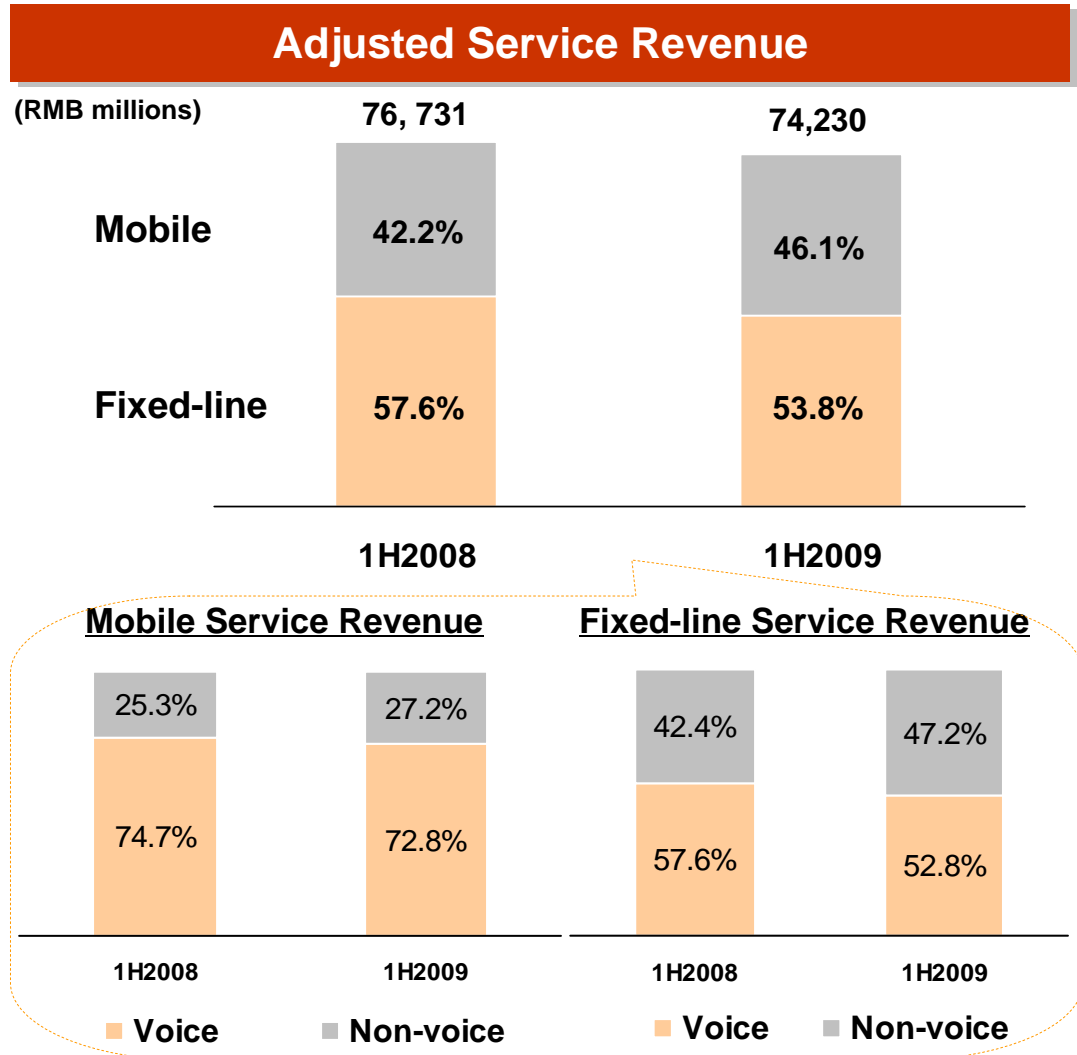 Adjusted Service Revenue
(RMB millions)
76, 731
74,230
Mobile
42.2%
46.1%
Fixed-line
57.6%
53.8%
1H2008
1H2009
Mobile Service Revenue
Fixed-line Service Revenue
25.3%
27.2%
42.4%
47.2%
74.7%
72.8%
57.6%
52.8%
1H2008
1H2009
1H2008
1H2009
Voice
Non-voice
Voice
Non-voice